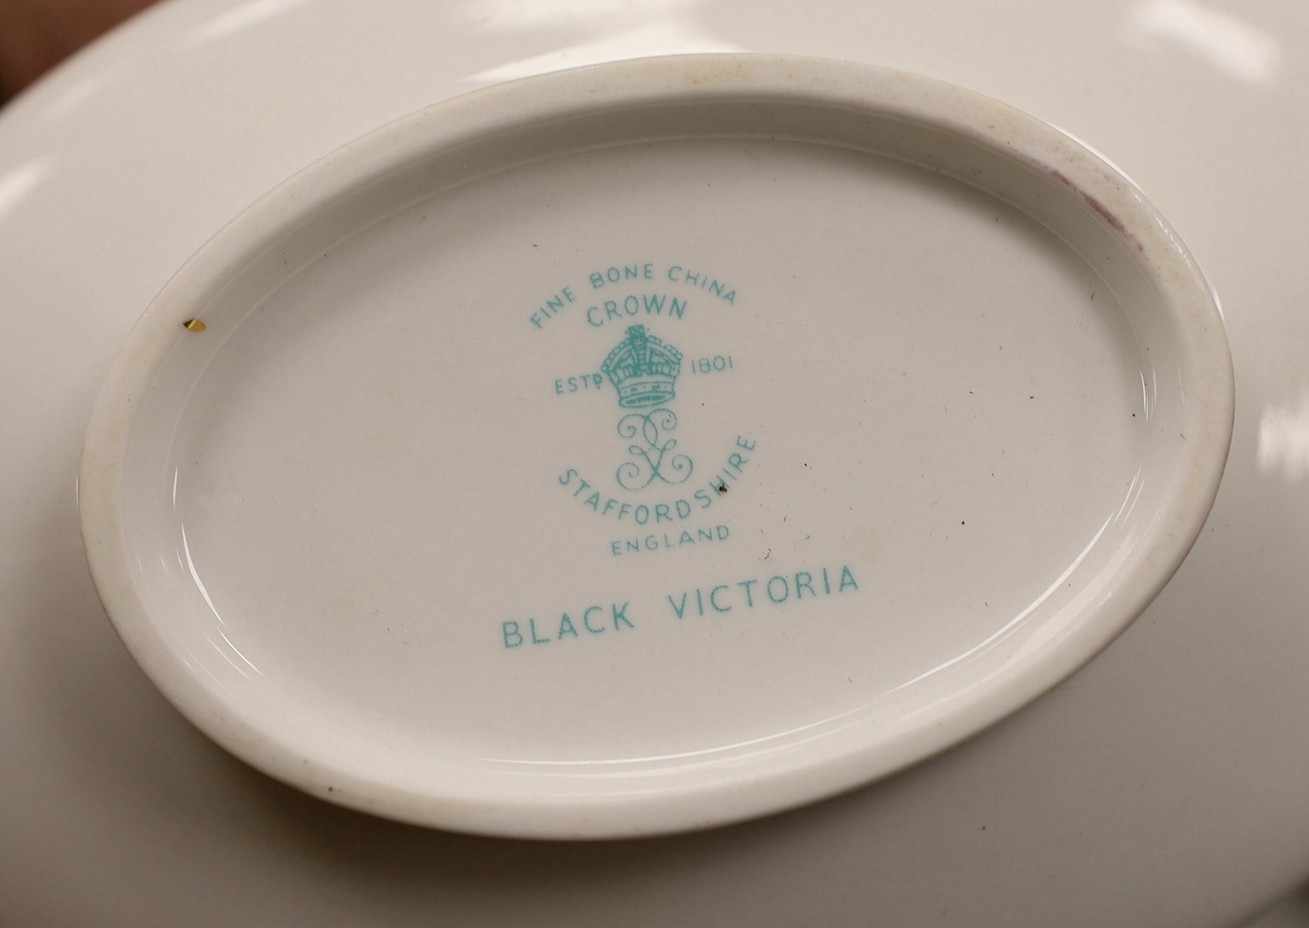 FINE BONE CHINA
CROWN
ESTD 1801
STAFFORDSHIRE
ENGLAND
BLACK VICTORIA